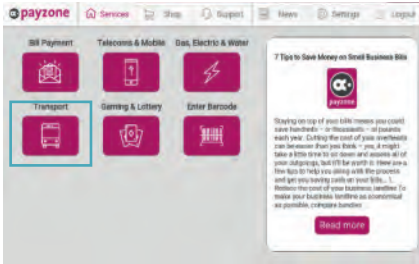 payzone Services Shop Support News Settings Logout
Bill Payment Telecoms & Mobile Gas, Electric & Water
Transport Gaming & Lottery Enter Barcode
7 Tips to Save Money on Small Business Bills
payzone
Staying on top of your bills means you could
save hundreds – or thousands – of pounds
each year. Cutting the cost of your overheads
can be easier than you think – yes, it might
take a little time to sit down and assess all of
your outgoings, but it'll be worth it. Here are a
few tips to help you along with the process
and get you saving cash on your bills... 1.
Reduce the cost of your business landline To
make your business landline as economical
as possible, compare bundles
Read more